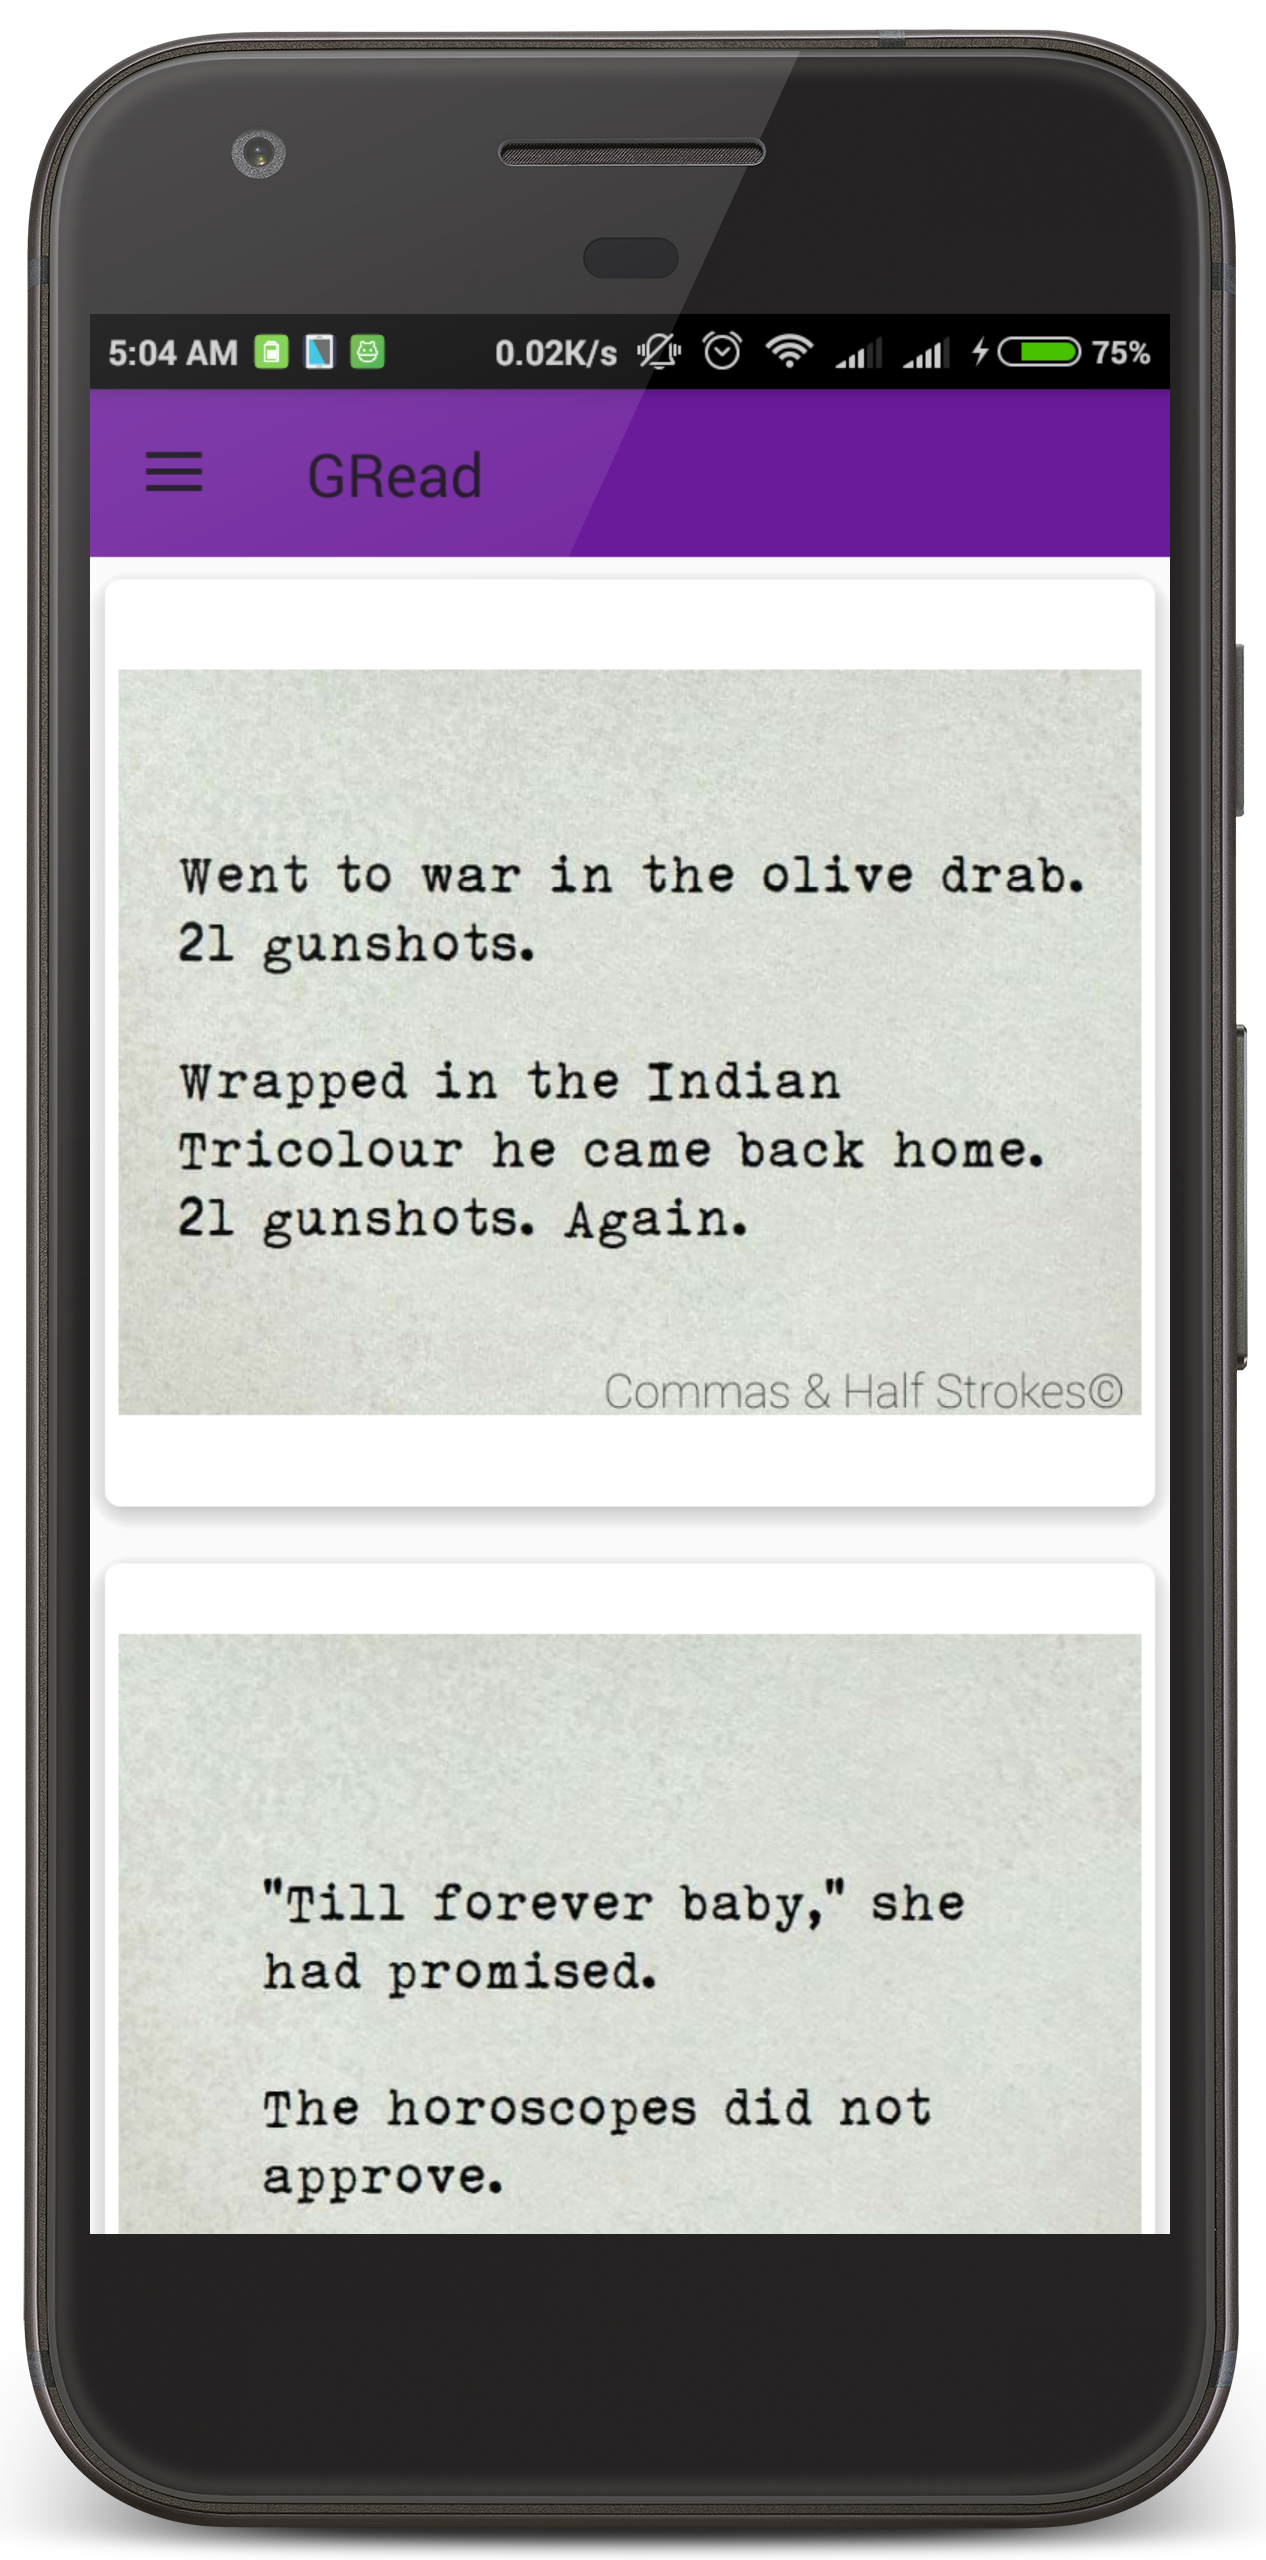 5:04 AM 0.02K/s 75%
GRead
Went to war in the olive drab.
21 gunshots.
Wrapped in the Indian
Tricolour he came back home.
21 gunshots. Again.
Commas & Half Strokes©
"Till forever baby," she
had promised.
The horoscopes did not
approve.